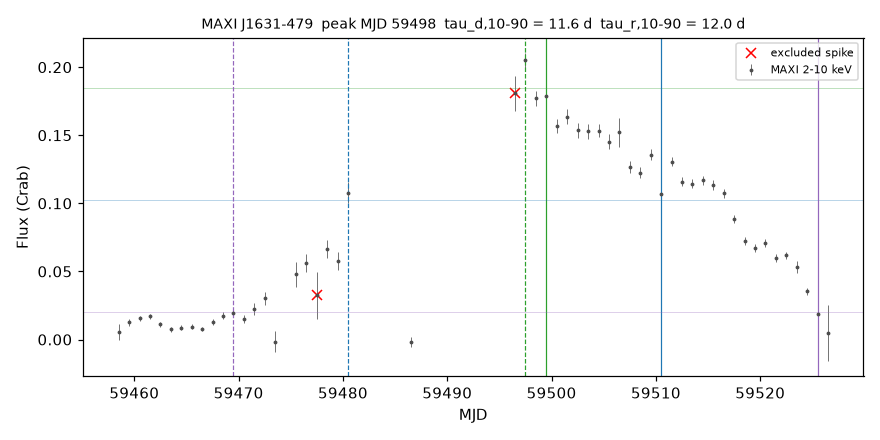 MAXI J1631-479  peak MJD 59498  tau_d,10-90 = 11.6 d  tau_r,10-90 = 12.0 d
excluded spike
MAXI 2-10 keV
Flux (Crab)
0.20
0.15
0.10
0.05
0.00
59460
59470
59480
59490
59500
59510
59520
MJD